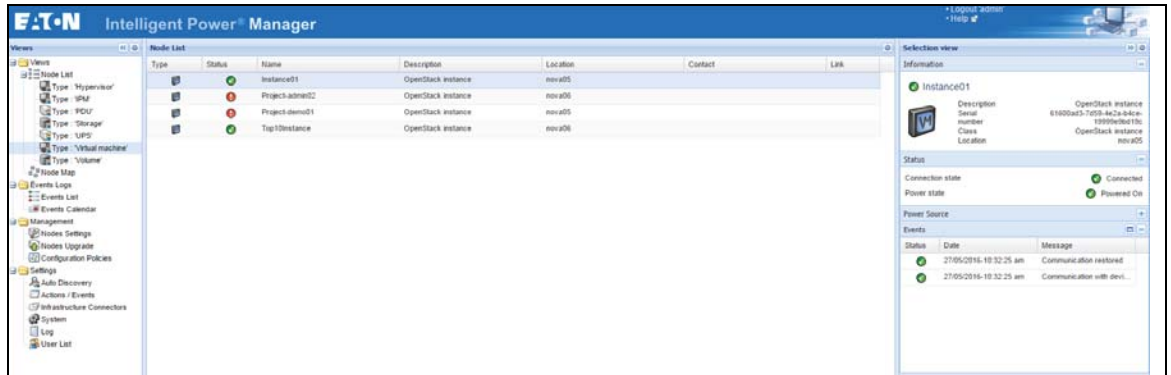 EATON Intelligent Power® Manager
•Logout 'admin'
•Help
Views
Views
Node List
Type : 'Hypervisor'
Type : 'IPM'
Type : 'PDU'
Type : 'Storage'
Type : 'UPS'
Type : 'Virtual machine'
Type : 'Volume'
Node Map
Events Logs
Events List
Events Calendar
Management
Nodes Settings
Nodes Upgrade
Configuration Policies
Settings
Auto Discovery
Actions / Events
Infrastructure Connectors
System
Log
User List
Node List
Type Status Name Description Location Contact Link
Instance01 OpenStack instance nova05
Project-admin02 OpenStack instance nova06
Project-demo01 OpenStack instance nova05
Top10Instance OpenStack instance nova06
Selection view
Information
Instance01
VM
Description OpenStack instance
Serial number
Class OpenStack instance
Location nova05
Status
Connection state Connected
Power state Powered On
Power Source
Events
Status Date Message
27/05/2016-10:32:25 am Communication restored
27/05/2016-10:32:25 am Communication with devi...